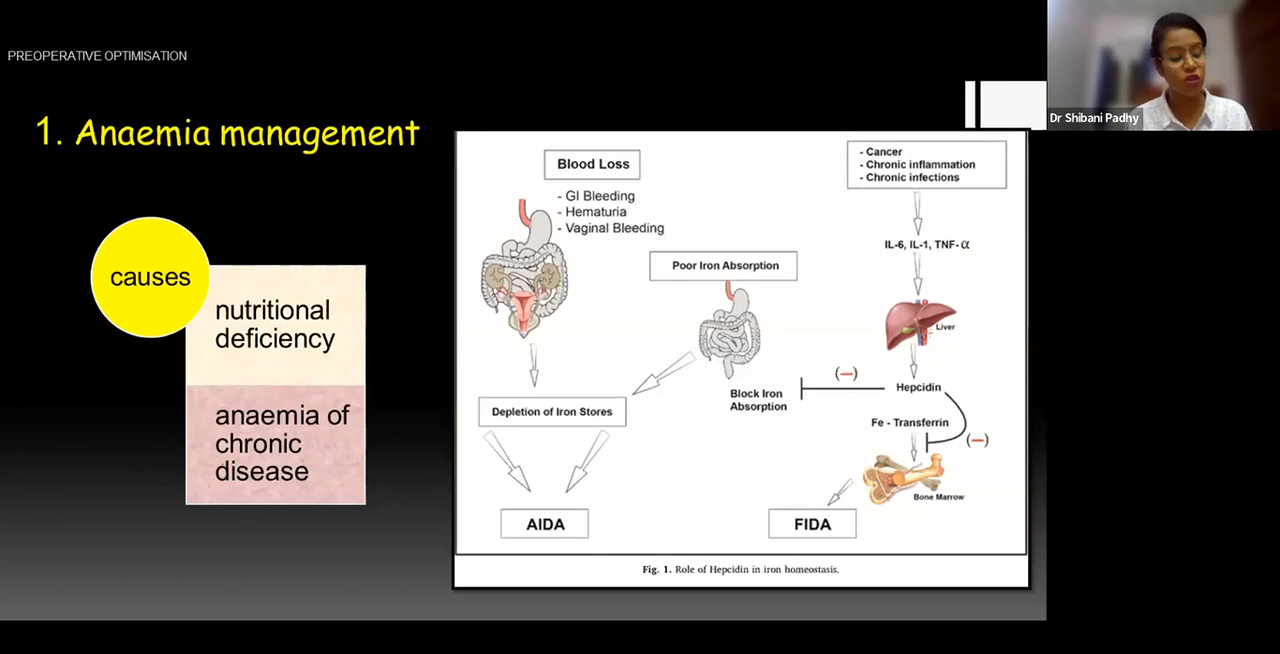 PREOPERATIVE OPTIMISATION
Dr Shibani Padhy
1. Anaemia management
causes
nutritional
deficiency
anaemia of
chronic
disease
Blood Loss
- GI Bleeding
- Hematuria
- Vaginal Bleeding
Poor Iron Absorption
- Cancer
- Chronic inflammation
- Chronic infections
IL-6, IL-1, TNF-α
Liver
(−)
Hepcidin
Block Iron
Absorption
Depletion of Iron Stores
Fe - Transferrin
(−)
Bone Marrow
AIDA
FIDA
Fig. 1. Role of Hepcidin in iron homeostasis.